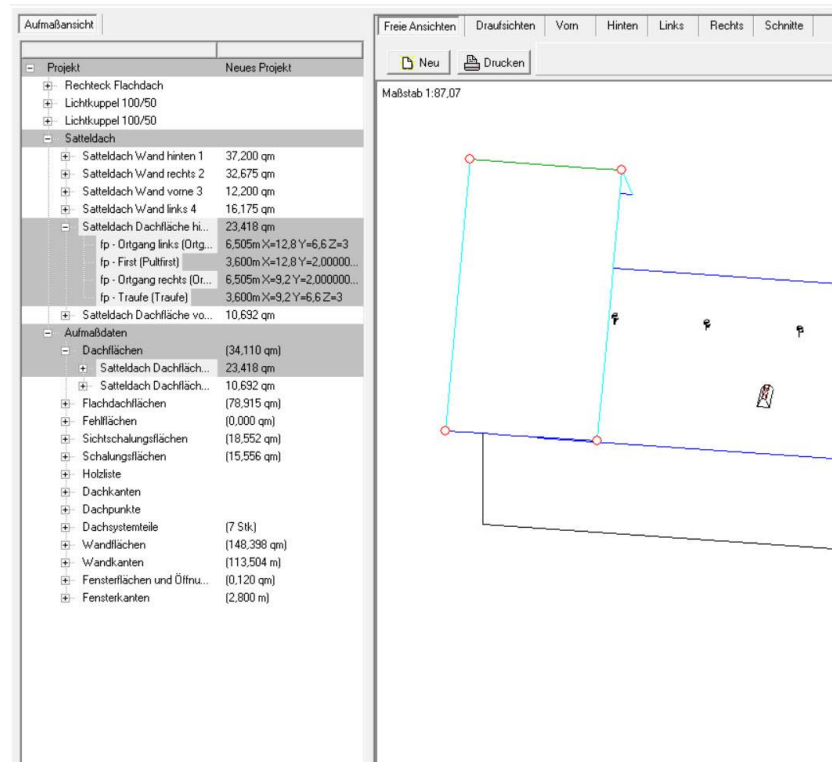 Aufmaßansicht
Freie Ansichten Draufsichten Vorn Hinten Links Rechts Schnitte
Neu Drucken
Maßstab 1:87,07
Projekt Neues Projekt
Rechteck Flachdach
Lichtkuppel 100/50
Lichtkuppel 100/50
Satteldach
Satteldach Wand hinten 1 37,200 qm
Satteldach Wand rechts 2 32,675 qm
Satteldach Wand vorne 3 12,200 qm
Satteldach Wand links 4 16,175 qm
Satteldach Dachfläche hi... 23,418 qm
fp - Ortgang links (Ortg... 6,505m X=12,8 Y=6,6 Z=3
fp - First (Pultfirst) 3,600m X=12,8 Y=2,00000...
fp - Ortgang rechts (Or... 6,505m X=9,2 Y=2,000000...
fp - Traufe (Traufe) 3,600m X=9,2 Y=6,6 Z=3
Satteldach Dachfläche vo... 10,692 qm
Aufmaßdaten
Dachflächen (34,110 qm)
Satteldach Dachfläch... 23,418 qm
Satteldach Dachfläch... 10,692 qm
Flachdachflächen (78,915 qm)
Fehlflächen (0,000 qm)
Sichtschalungsflächen (18,552 qm)
Schalungsflächen (15,556 qm)
Holzliste
Dachkanten
Dachpunkte
Dachsystemteile (7 Stk)
Wandflächen (148,398 qm)
Wandkanten (113,504 m)
Fensterflächen und Öffnu... (0,120 qm)
Fensterkanten (2,800 m)